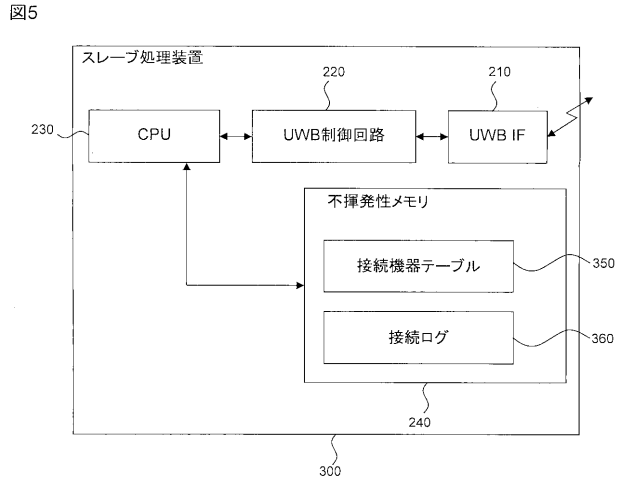 図5
スレーブ処理装置
220
210
230
CPU
UWB制御回路
UWB IF
不揮発性メモリ
接続機器テーブル
350
接続ログ
360
240
300